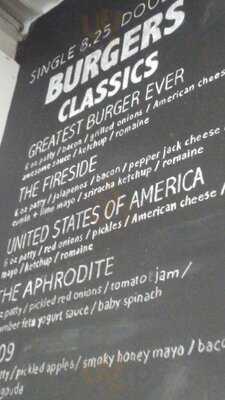 SINGLE 8.25 DOU
BURGERS
CLASSICS
GREATEST BURGER EVER
6 oz patty / bacon / grilled onions / American chees
awesome sauce / ketchup / romaine
THE FIRESIDE
6 oz patty / jalapenos / bacon / pepper jack cheese
cumin + lime mayo / sriracha ketchup / romaine
UNITED STATES OF AMERICA
6 oz patty / red onions / pickles / American cheese /
mayo / ketchup / romaine
THE APHRODITE
oz patty / pickled red onions / tomato jam /
umber feta yogurt sauce / baby spinach
09
tty / pickled apples / smoky honey mayo / baco
gouda